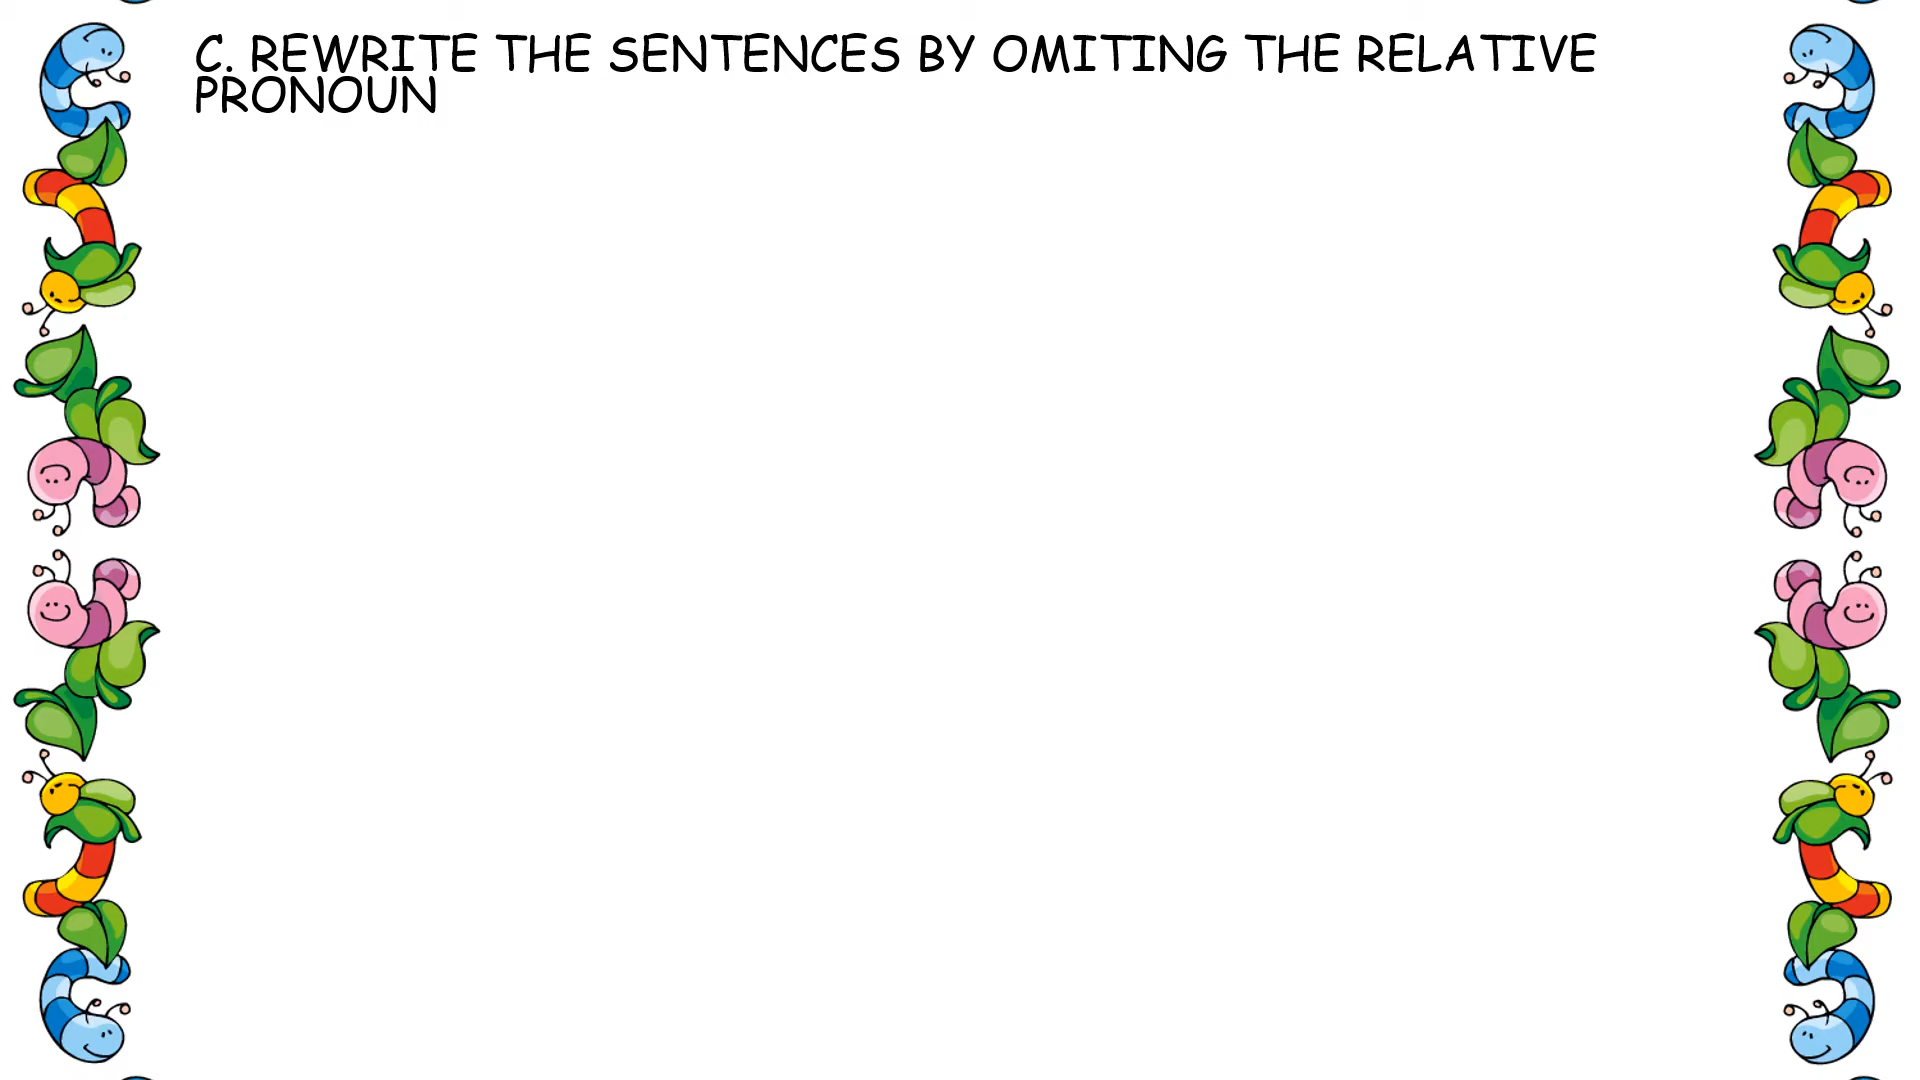 C. REWRITE THE SENTENCES BY OMITING THE RELATIVE
PRONOUN